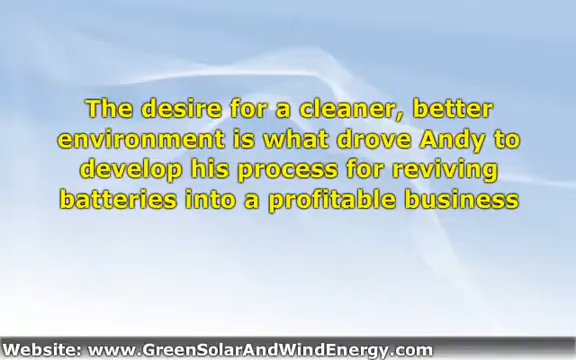 The desire for a cleaner, better
environment is what drove Andy to
develop his process for reviving
batteries into a profitable business
Website: www.GreenSolarAndWindEnergy.com